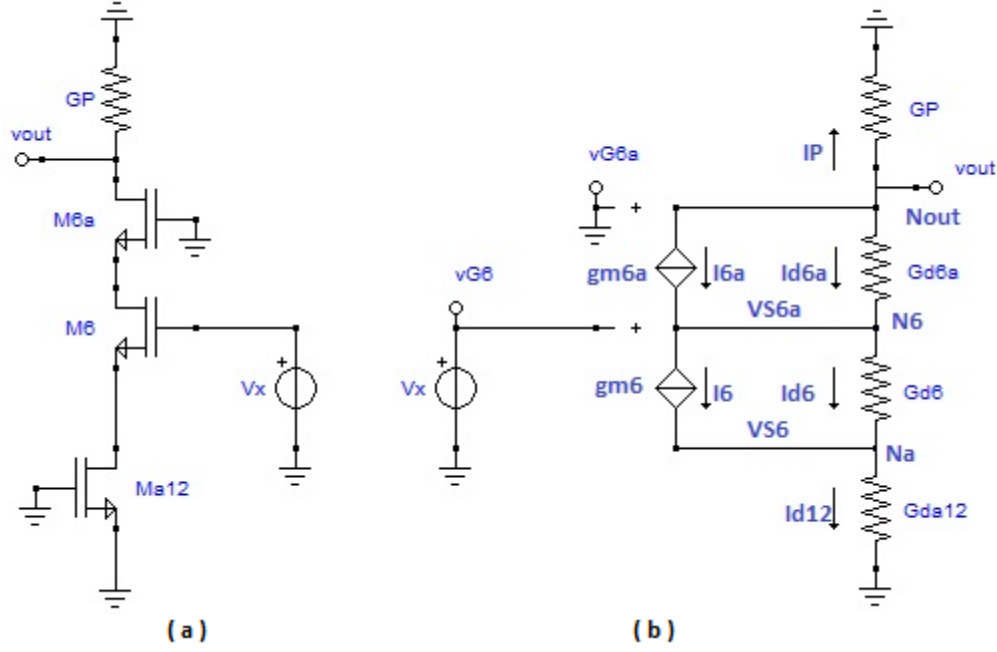 GP
vout
M6a
M6
+
Vx
Ma12
( a )
GP
IP
vG6a
vout
+
Nout
gm6a
I6a
Id6a
Gd6a
vG6
VS6a
N6
+
+
Vx
gm6
I6
Id6
Gd6
VS6
Na
Id12
Gda12
( b )